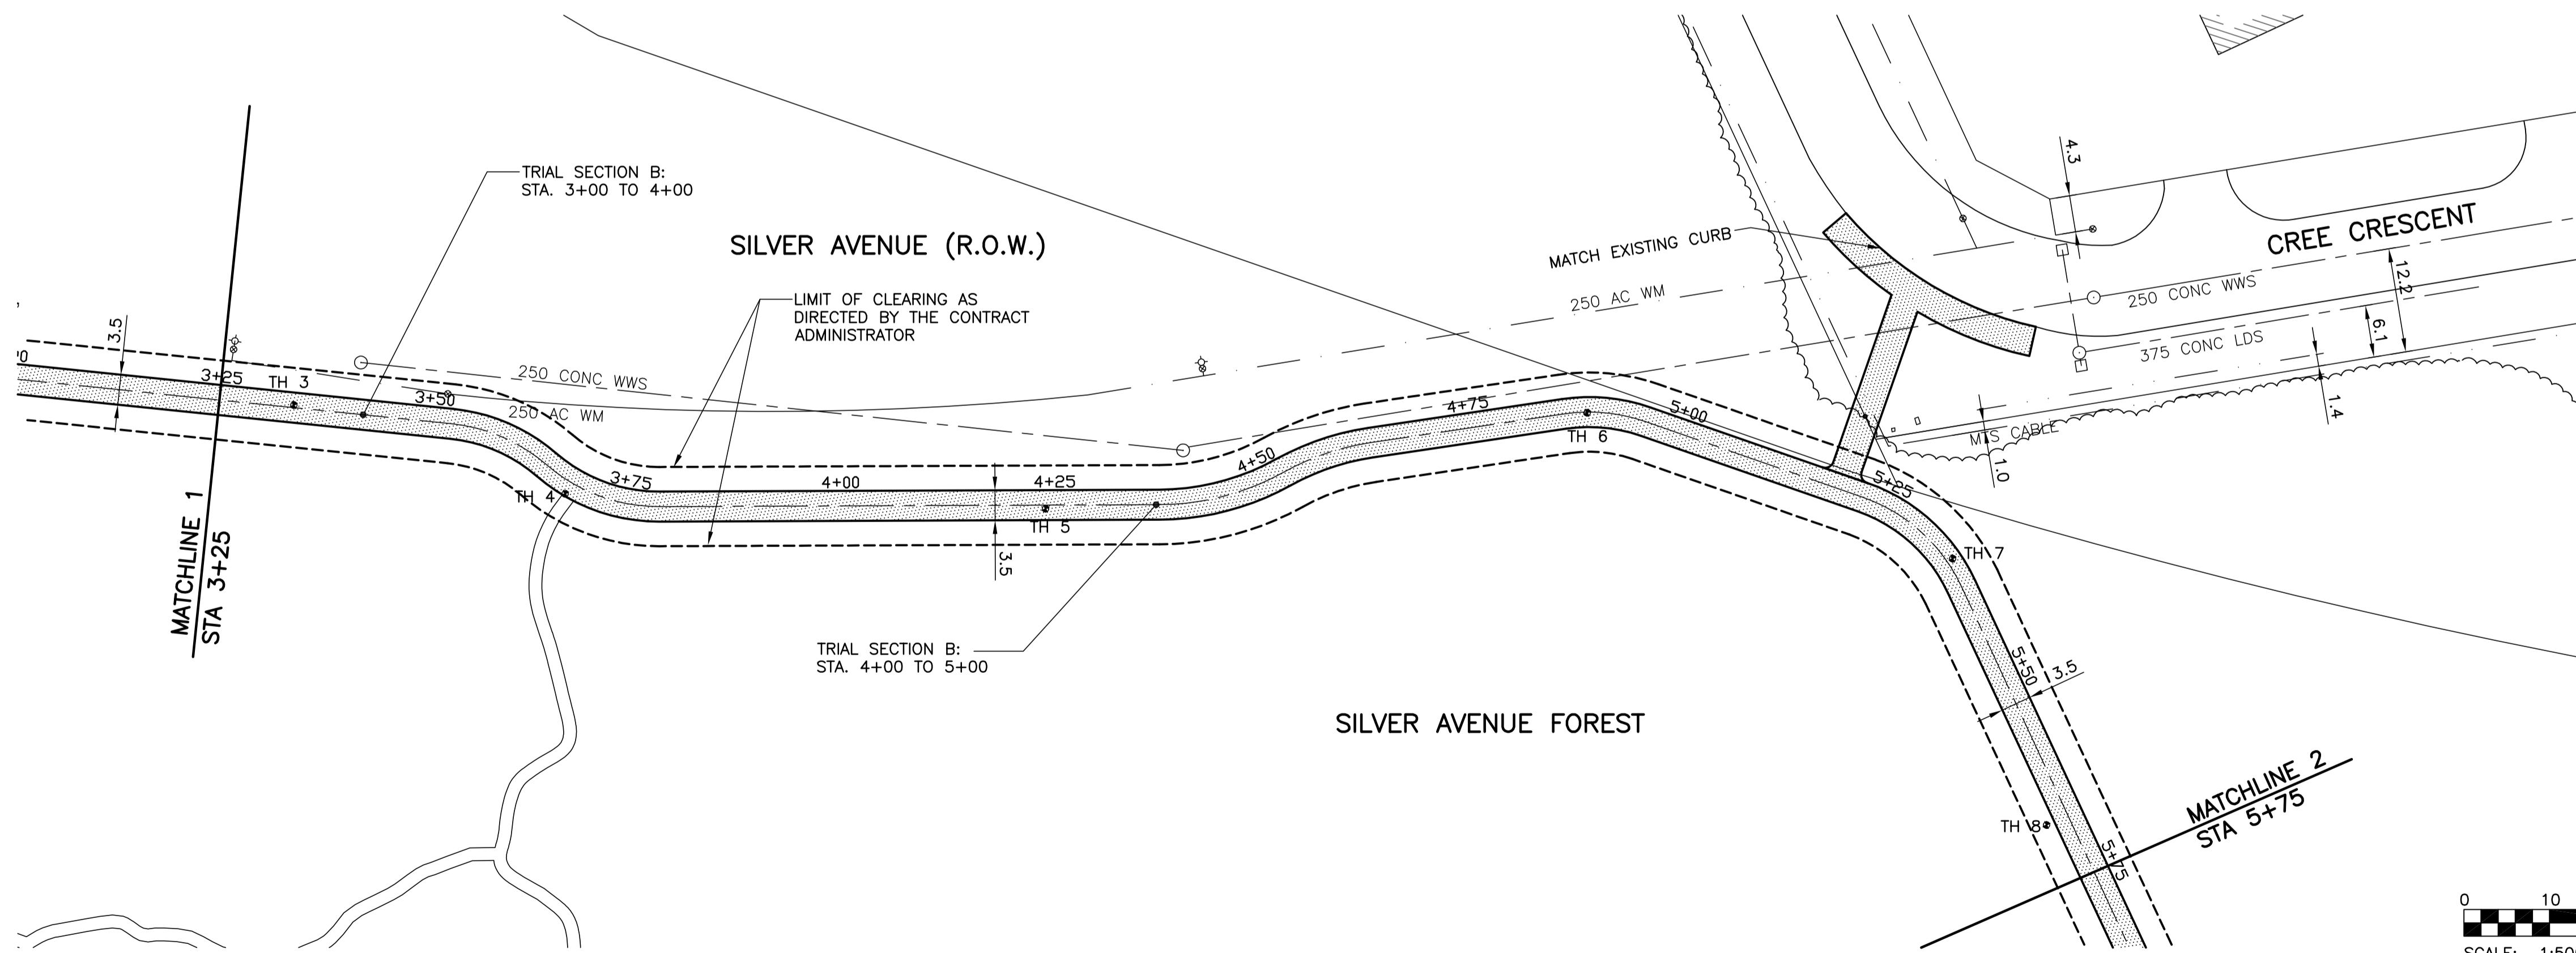 TRIAL SECTION B:
STA. 3+00 TO 4+00
SILVER AVENUE (R.O.W.)
LIMIT OF CLEARING AS
DIRECTED BY THE CONTRACT
ADMINISTRATOR
MATCH EXISTING CURB
250 AC WM
4.3
CREE CRESCENT
250 CONC WWS
12.2
375 CONC LDS
6.1
1.4
MTS CABLE
1.0
3.5
3+25
TH 3
3+50
250 CONC WWS
250 AC WM
TH 4
3+75
4+00
4+25
TH 5
3.5
4+50
4+75
TH 6
5+00
5+25
TH 7
5+50
3.5
TH 8
5+75
MATCHLINE 1
STA 3+25
TRIAL SECTION B:
STA. 4+00 TO 5+00
SILVER AVENUE FOREST
MATCHLINE 2
STA 5+75
0 10